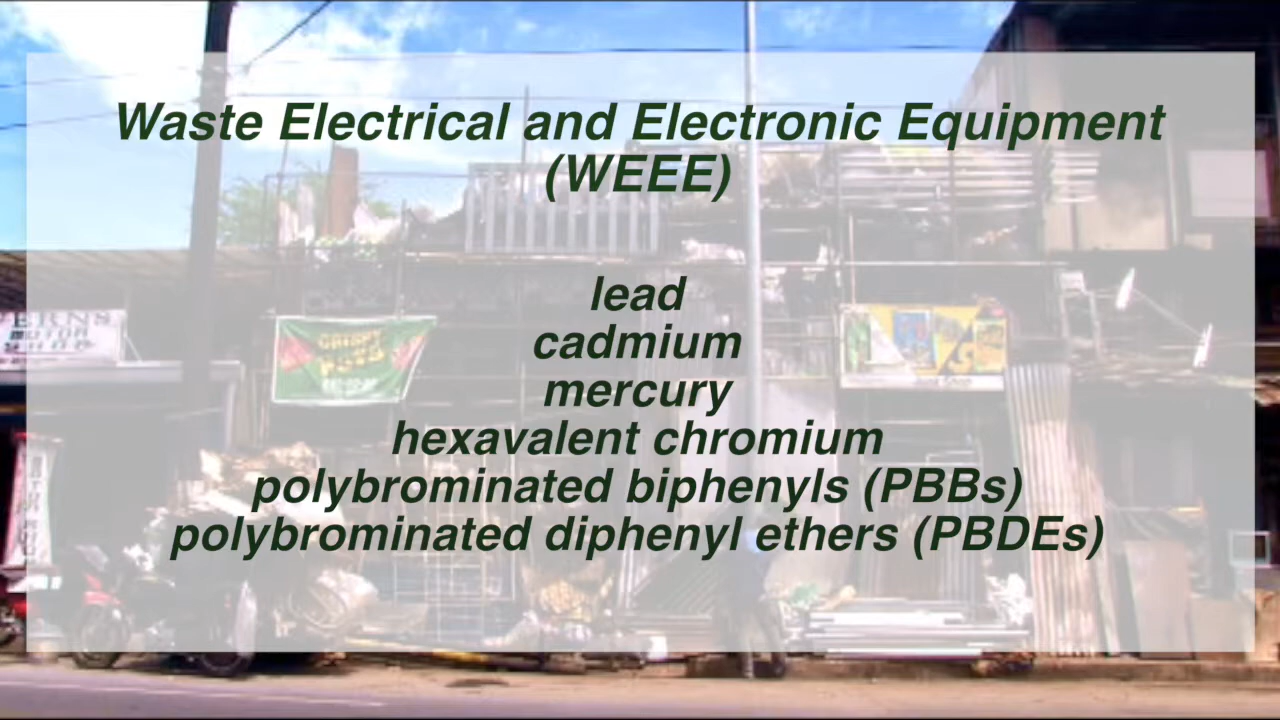 Waste Electrical and Electronic Equipment
(WEEE)
lead
cadmium
mercury
hexavalent chromium
polybrominated biphenyls (PBBs)
polybrominated diphenyl ethers (PBDEs)